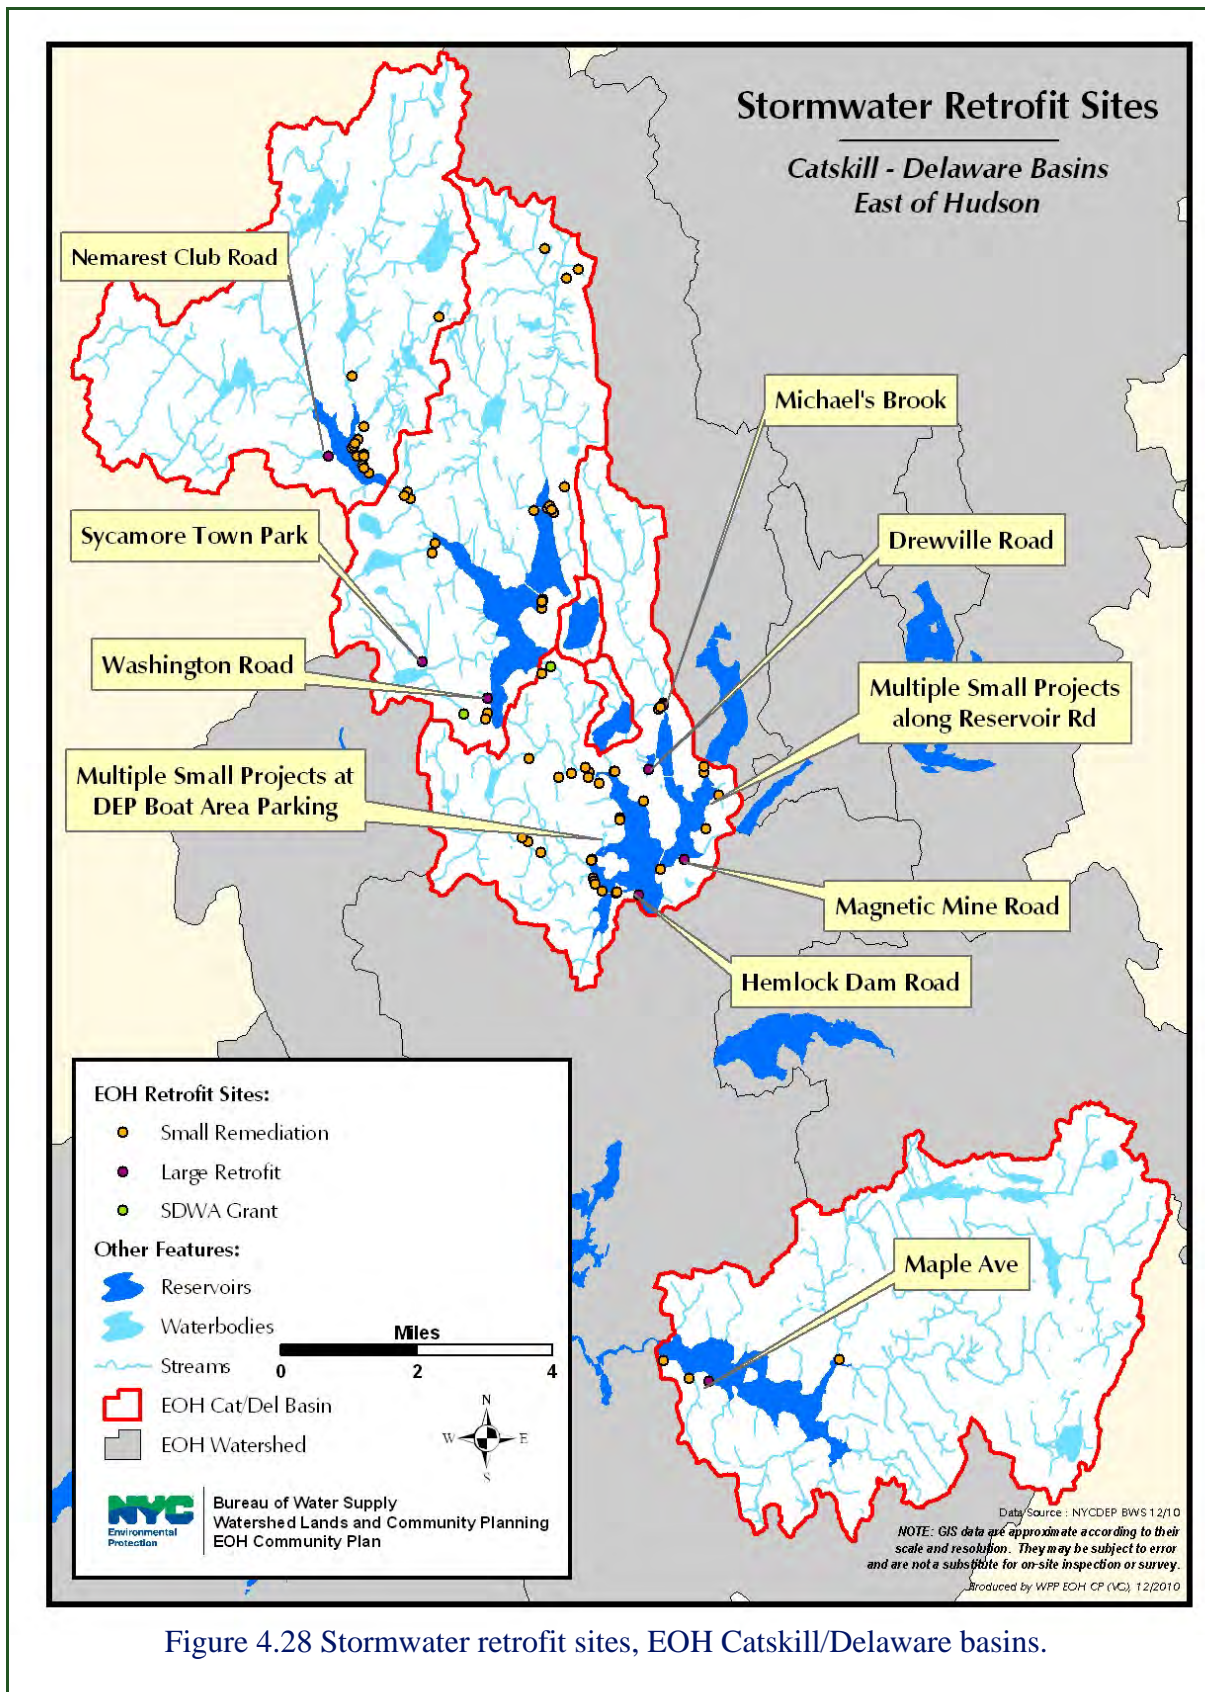 Stormwater Retrofit Sites
Catskill - Delaware Basins
East of Hudson
Nemarest Club Road
Michael's Brook
Sycamore Town Park
Drewville Road
Washington Road
Multiple Small Projects
along Reservoir Rd
Multiple Small Projects at
DEP Boat Area Parking
Magnetic Mine Road
Hemlock Dam Road
Maple Ave
EOH Retrofit Sites:
Small Remediation
Large Retrofit
SDWA Grant
Other Features:
Reservoirs
Waterbodies
Streams
EOH Cat/Del Basin
EOH Watershed
Miles
0 2 4
N
W E
S
NYC
Environmental
Protection
Bureau of Water Supply
Watershed Lands and Community Planning
EOH Community Plan
Data Source : NYCDEP BWS 12/10
NOTE: GIS data are approximate according to their
scale and resolution. They may be subject to error
and are not a substitute for on-site inspection or survey.
Produced by WPP EOH CP (VG), 12/2010
Figure 4.28 Stormwater retrofit sites, EOH Catskill/Delaware basins.